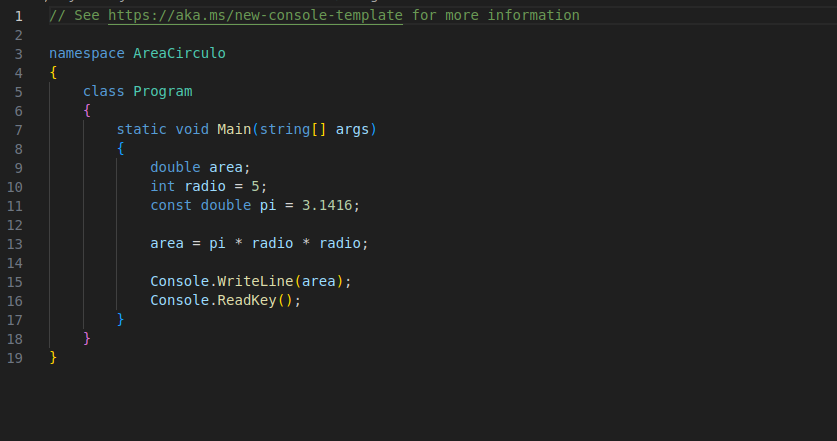 1 // See https://aka.ms/new-console-template for more information
2
3 namespace AreaCirculo
4 {
5     class Program
6     {
7         static void Main(string[] args)
8         {
9             double area;
10             int radio = 5;
11             const double pi = 3.1416;
12
13             area = pi * radio * radio;
14
15             Console.WriteLine(area);
16             Console.ReadKey();
17         }
18     }
19 }